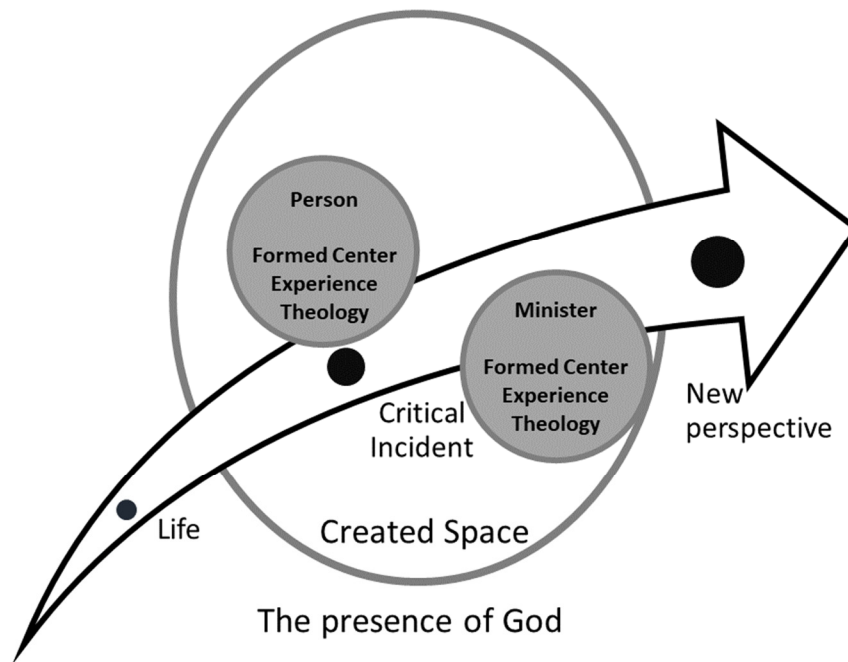 Person
Formed Center
Experience
Theology
Minister
Formed Center
Experience
Theology
Critical
Incident
New
perspective
Life
Created Space
The presence of God